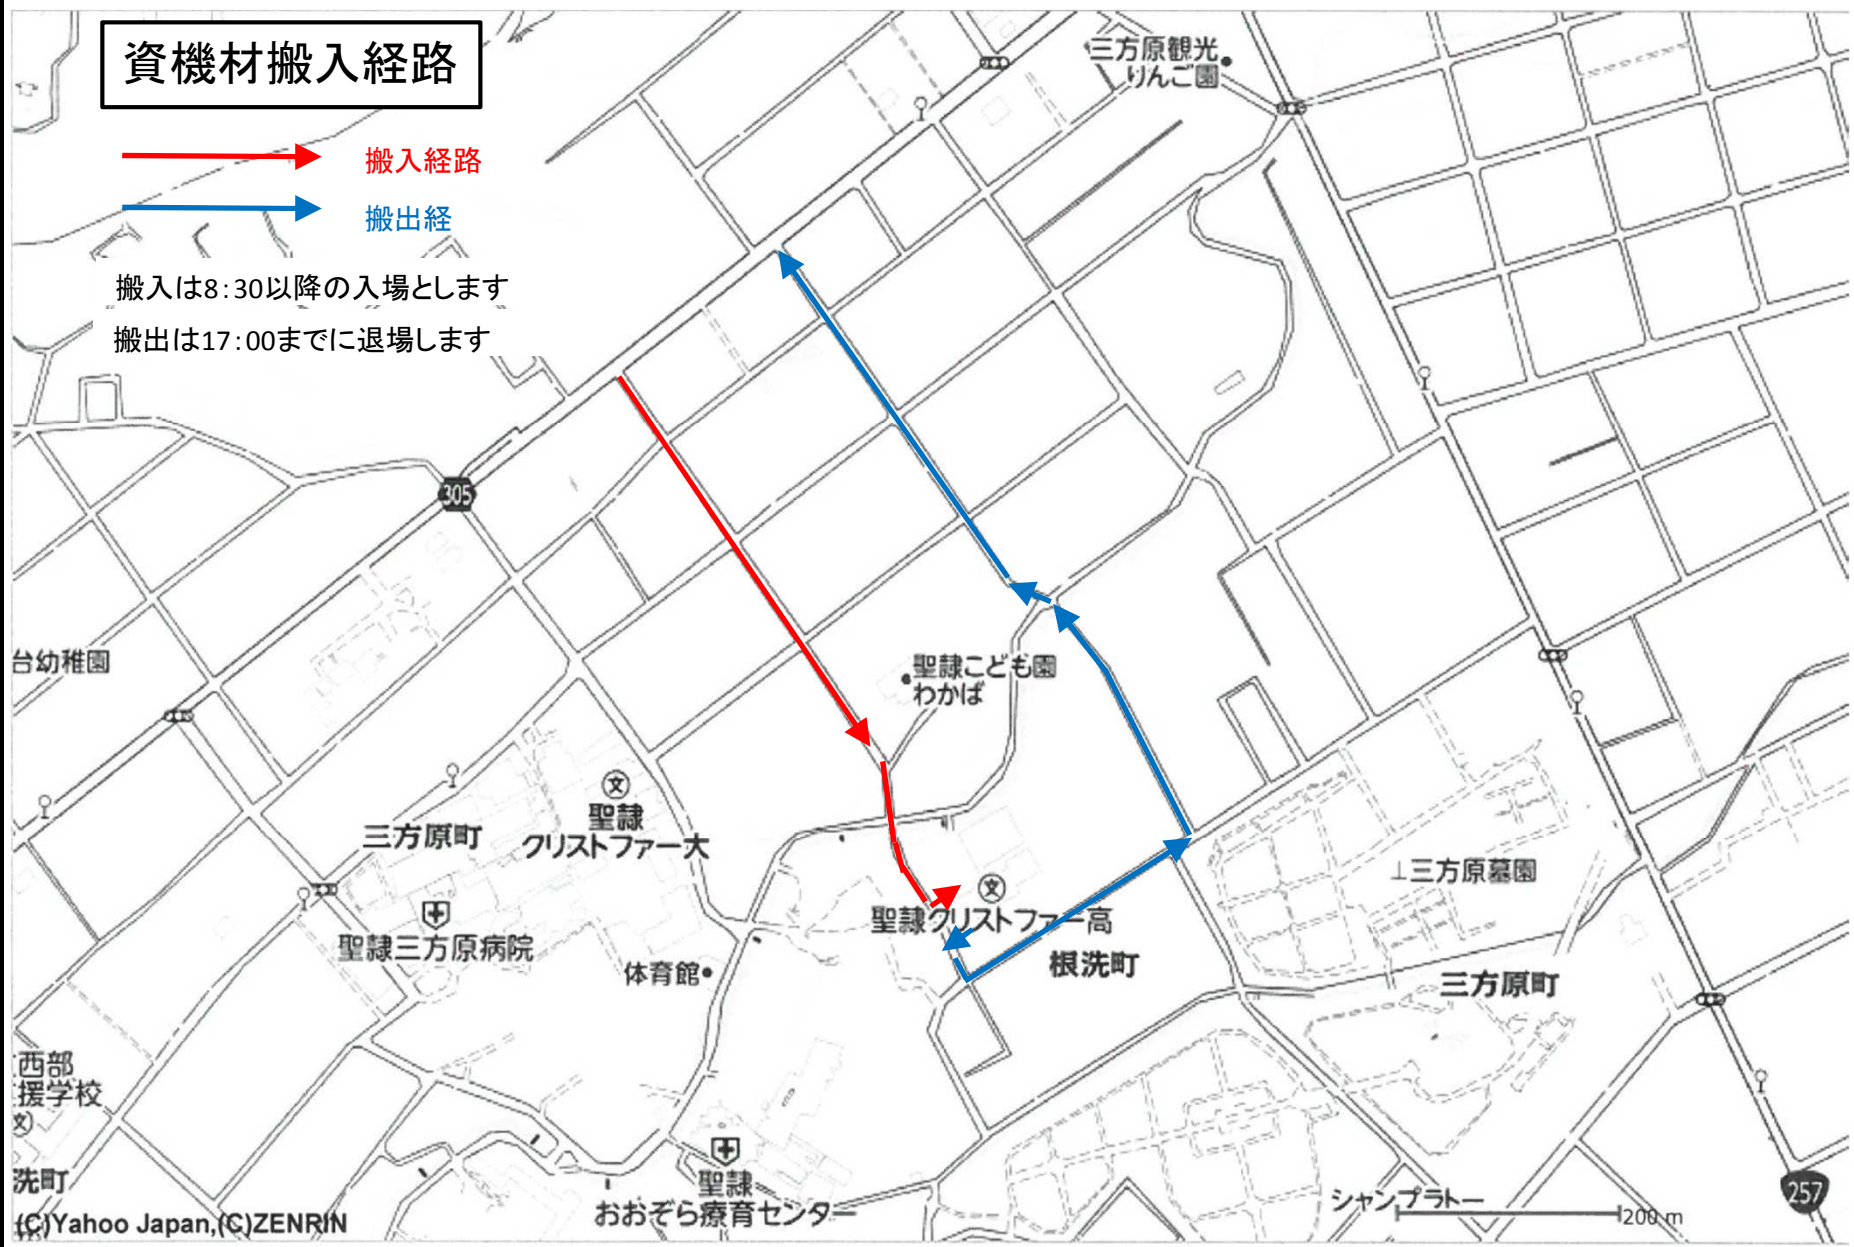 資機材搬入経路
搬入経路
搬出経
搬入は8:30以降の入場とします
搬出は17:00までに退場します
三方原観光
りんご園
305
台幼稚園
聖隷こども園
わかば
文
聖隷
クリストファー大
三方原町
聖隷三方原病院
体育館
文
聖隷クリストファー高
根洗町
三方原墓園
三方原町
西部
援学校
文
洗町
聖隷
おおぞら療育センター
シャンプラトー
200 m
257
(C)Yahoo Japan,(C)ZENRIN